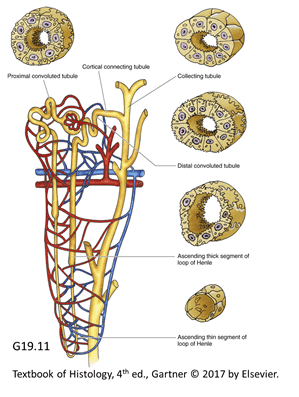 Cortical connecting tubule
Proximal convoluted tubule
Collecting tubule
Distal convoluted tubule
Ascending thick segment of
loop of Henle
Ascending thin segment of
loop of Henle
G19.11
Textbook of Histology, 4th ed., Gartner © 2017 by Elsevier.